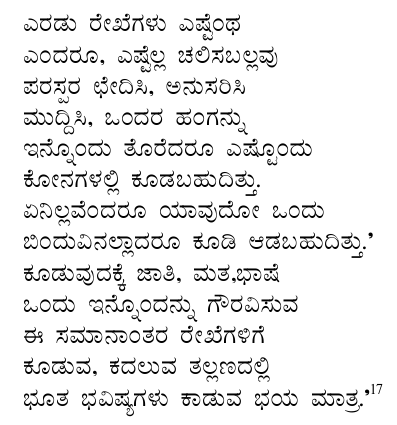 ಎರಡು ರೇಖೆಗಳು ಎಷ್ಟೆಂಥ
ಎಂದರೂ, ಎಷ್ಟೆಲ್ಲ ಚಲಿಸಬಲ್ಲವು
ಪರಸ್ಪರ ಛೇದಿಸಿ, ಅನುಸರಿಸಿ
ಮುದ್ದಿಸಿ, ಒಂದರ ಹಂಗನ್ನು
ಇನ್ನೊಂದು ತೊರೆದರೂ ಎಷ್ಟೊಂದು
ಕೋನಗಳಲ್ಲಿ ಕೂಡಬಹುದಿತ್ತು.
ಏನಿಲ್ಲವೆಂದರೂ ಯಾವುದೋ ಒಂದು
ಬಿಂದುವಿನಲ್ಲಾದರೂ ಕೂಡಿ ಆಡಬಹುದಿತ್ತು.’
ಕೂಡುವುದಕ್ಕೆ ಜಾತಿ, ಮತ,ಭಾಷೆ
ಒಂದು ಇನ್ನೊಂದನ್ನು ಗೌರವಿಸುವ
ಈ ಸಮಾನಾಂತರ ರೇಖೆಗಳಿಗೆ
ಕೂಡುವ, ಕದಲುವ ತಲ್ಲಣದಲ್ಲಿ
ಭೂತ ಭವಿಷ್ಯಗಳು ಕಾಡುವ ಭಯ ಮಾತ್ರ.’17